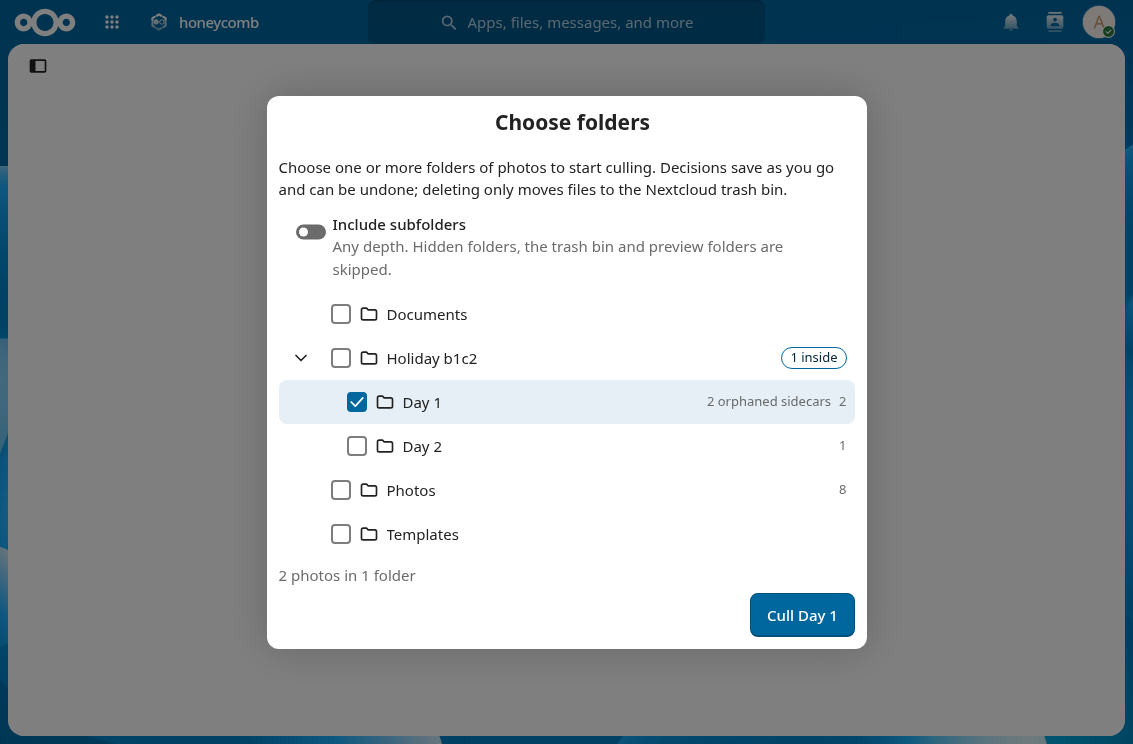 honeycomb
Apps, files, messages, and more
A
Choose folders
Choose one or more folders of photos to start culling. Decisions save as you go
and can be undone; deleting only moves files to the Nextcloud trash bin.
Include subfolders
Any depth. Hidden folders, the trash bin and preview folders are
skipped.
Documents
Holiday b1c2 1 inside
Day 1 2 orphaned sidecars 2
Day 2 1
Photos 8
Templates
2 photos in 1 folder
Cull Day 1